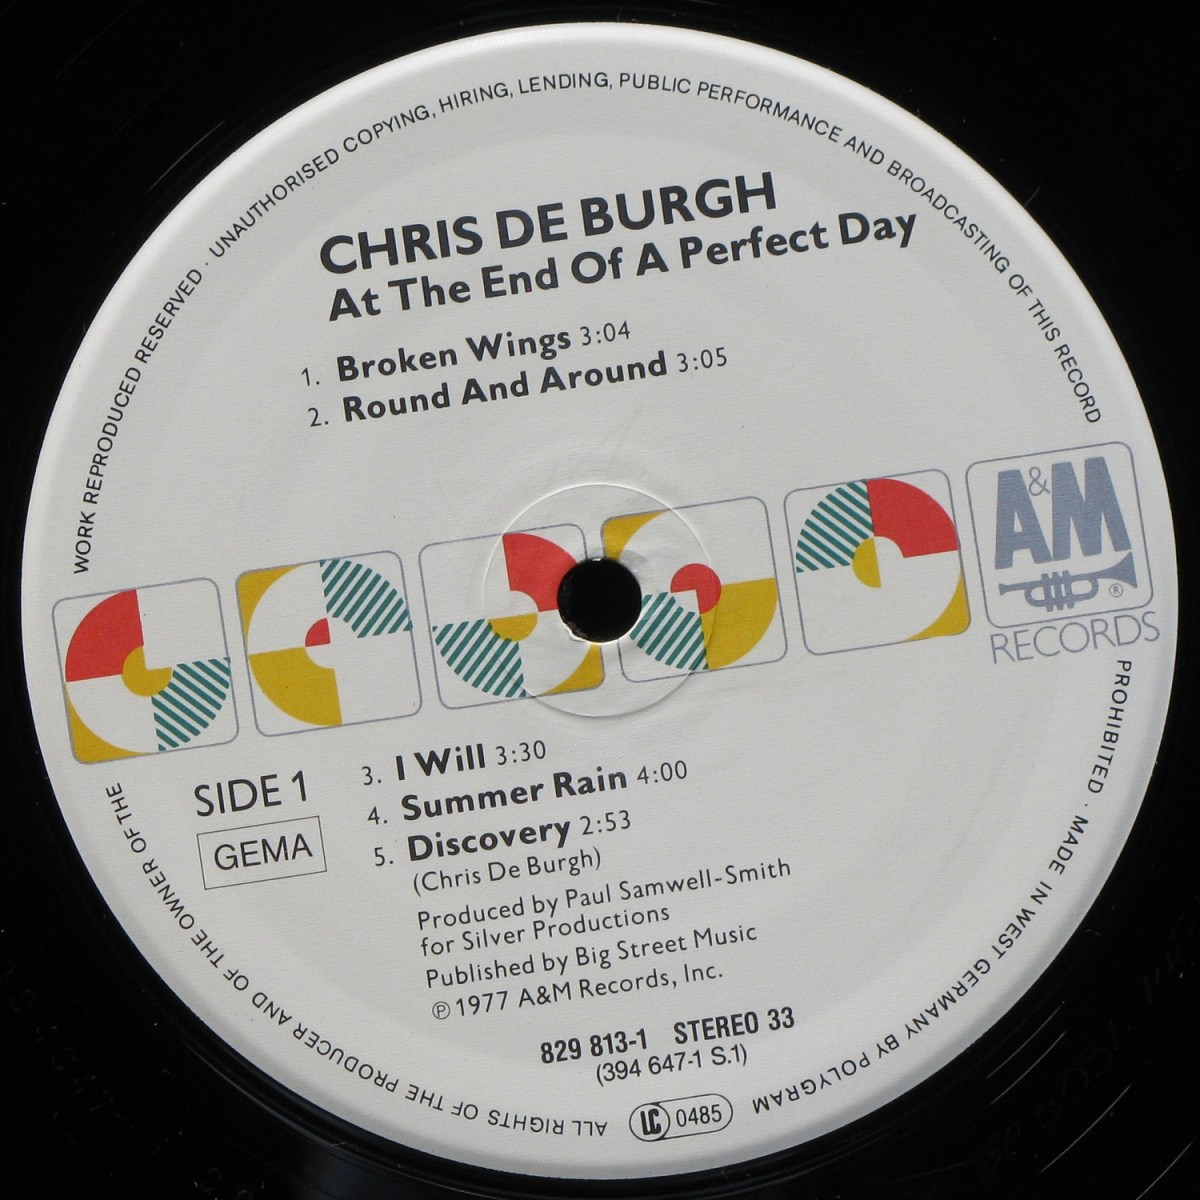 WORK REPRODUCED RESERVED · UNAUTHORISED COPYING, HIRING, LENDING, PUBLIC PERFORMANCE AND BROADCASTING OF THIS RECORD
CHRIS DE BURGH
At The End Of A Perfect Day
1. Broken Wings 3:04
2. Round And Around 3:05
A&M
®
RECORDS
SIDE 1
GEMA
3. I Will 3:30
4. Summer Rain 4:00
5. Discovery 2:53
(Chris De Burgh)
Produced by Paul Samwell-Smith
for Silver Productions
Published by Big Street Music
℗ 1977 A&M Records, Inc.
829 813-1 STEREO 33
(394 647-1 S.1)
LC 0485
PROHIBITED · MADE IN WEST GERMANY BY POLYGRAM
ALL RIGHTS OF THE PRODUCER AND OF THE OWNER OF THE